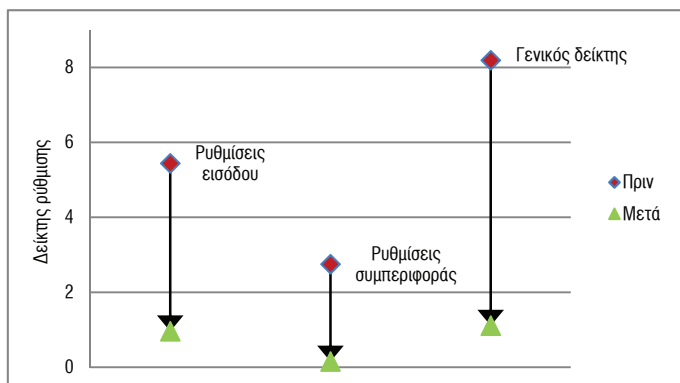 Γενικός δείκτης
8
Ρυθμίσεις
εισόδου
6
Δείκτης ρύθμισης
Πριν
Μετά
4
Ρυθμίσεις
συμπεριφοράς
2
0